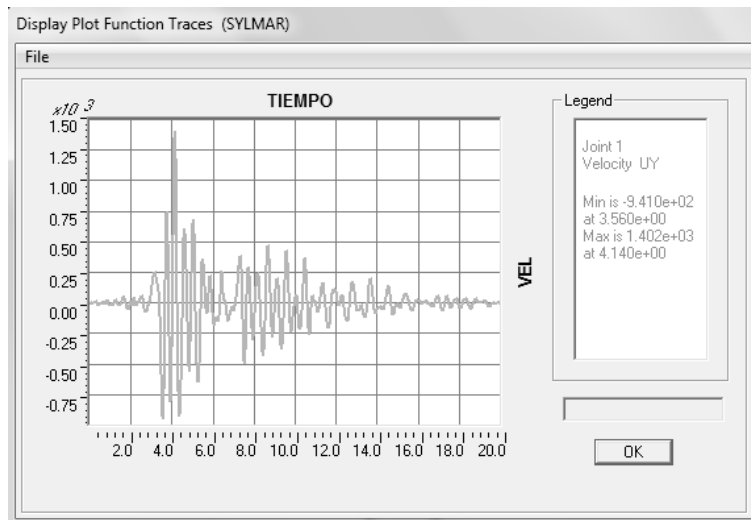 Display Plot Function Traces (SYLMAR)
File
x10 3
TIEMPO
1.50
1.25
1.00
0.75
0.50
0.25
0.00
-0.25
-0.50
-0.75
2.0 4.0 6.0 8.0 10.0 12.0 14.0 16.0 18.0 20.0
VEL
Legend
Joint 1
Velocity UY
Min is -9.410e+02
at 3.560e+00
Max is 1.402e+03
at 4.140e+00
OK